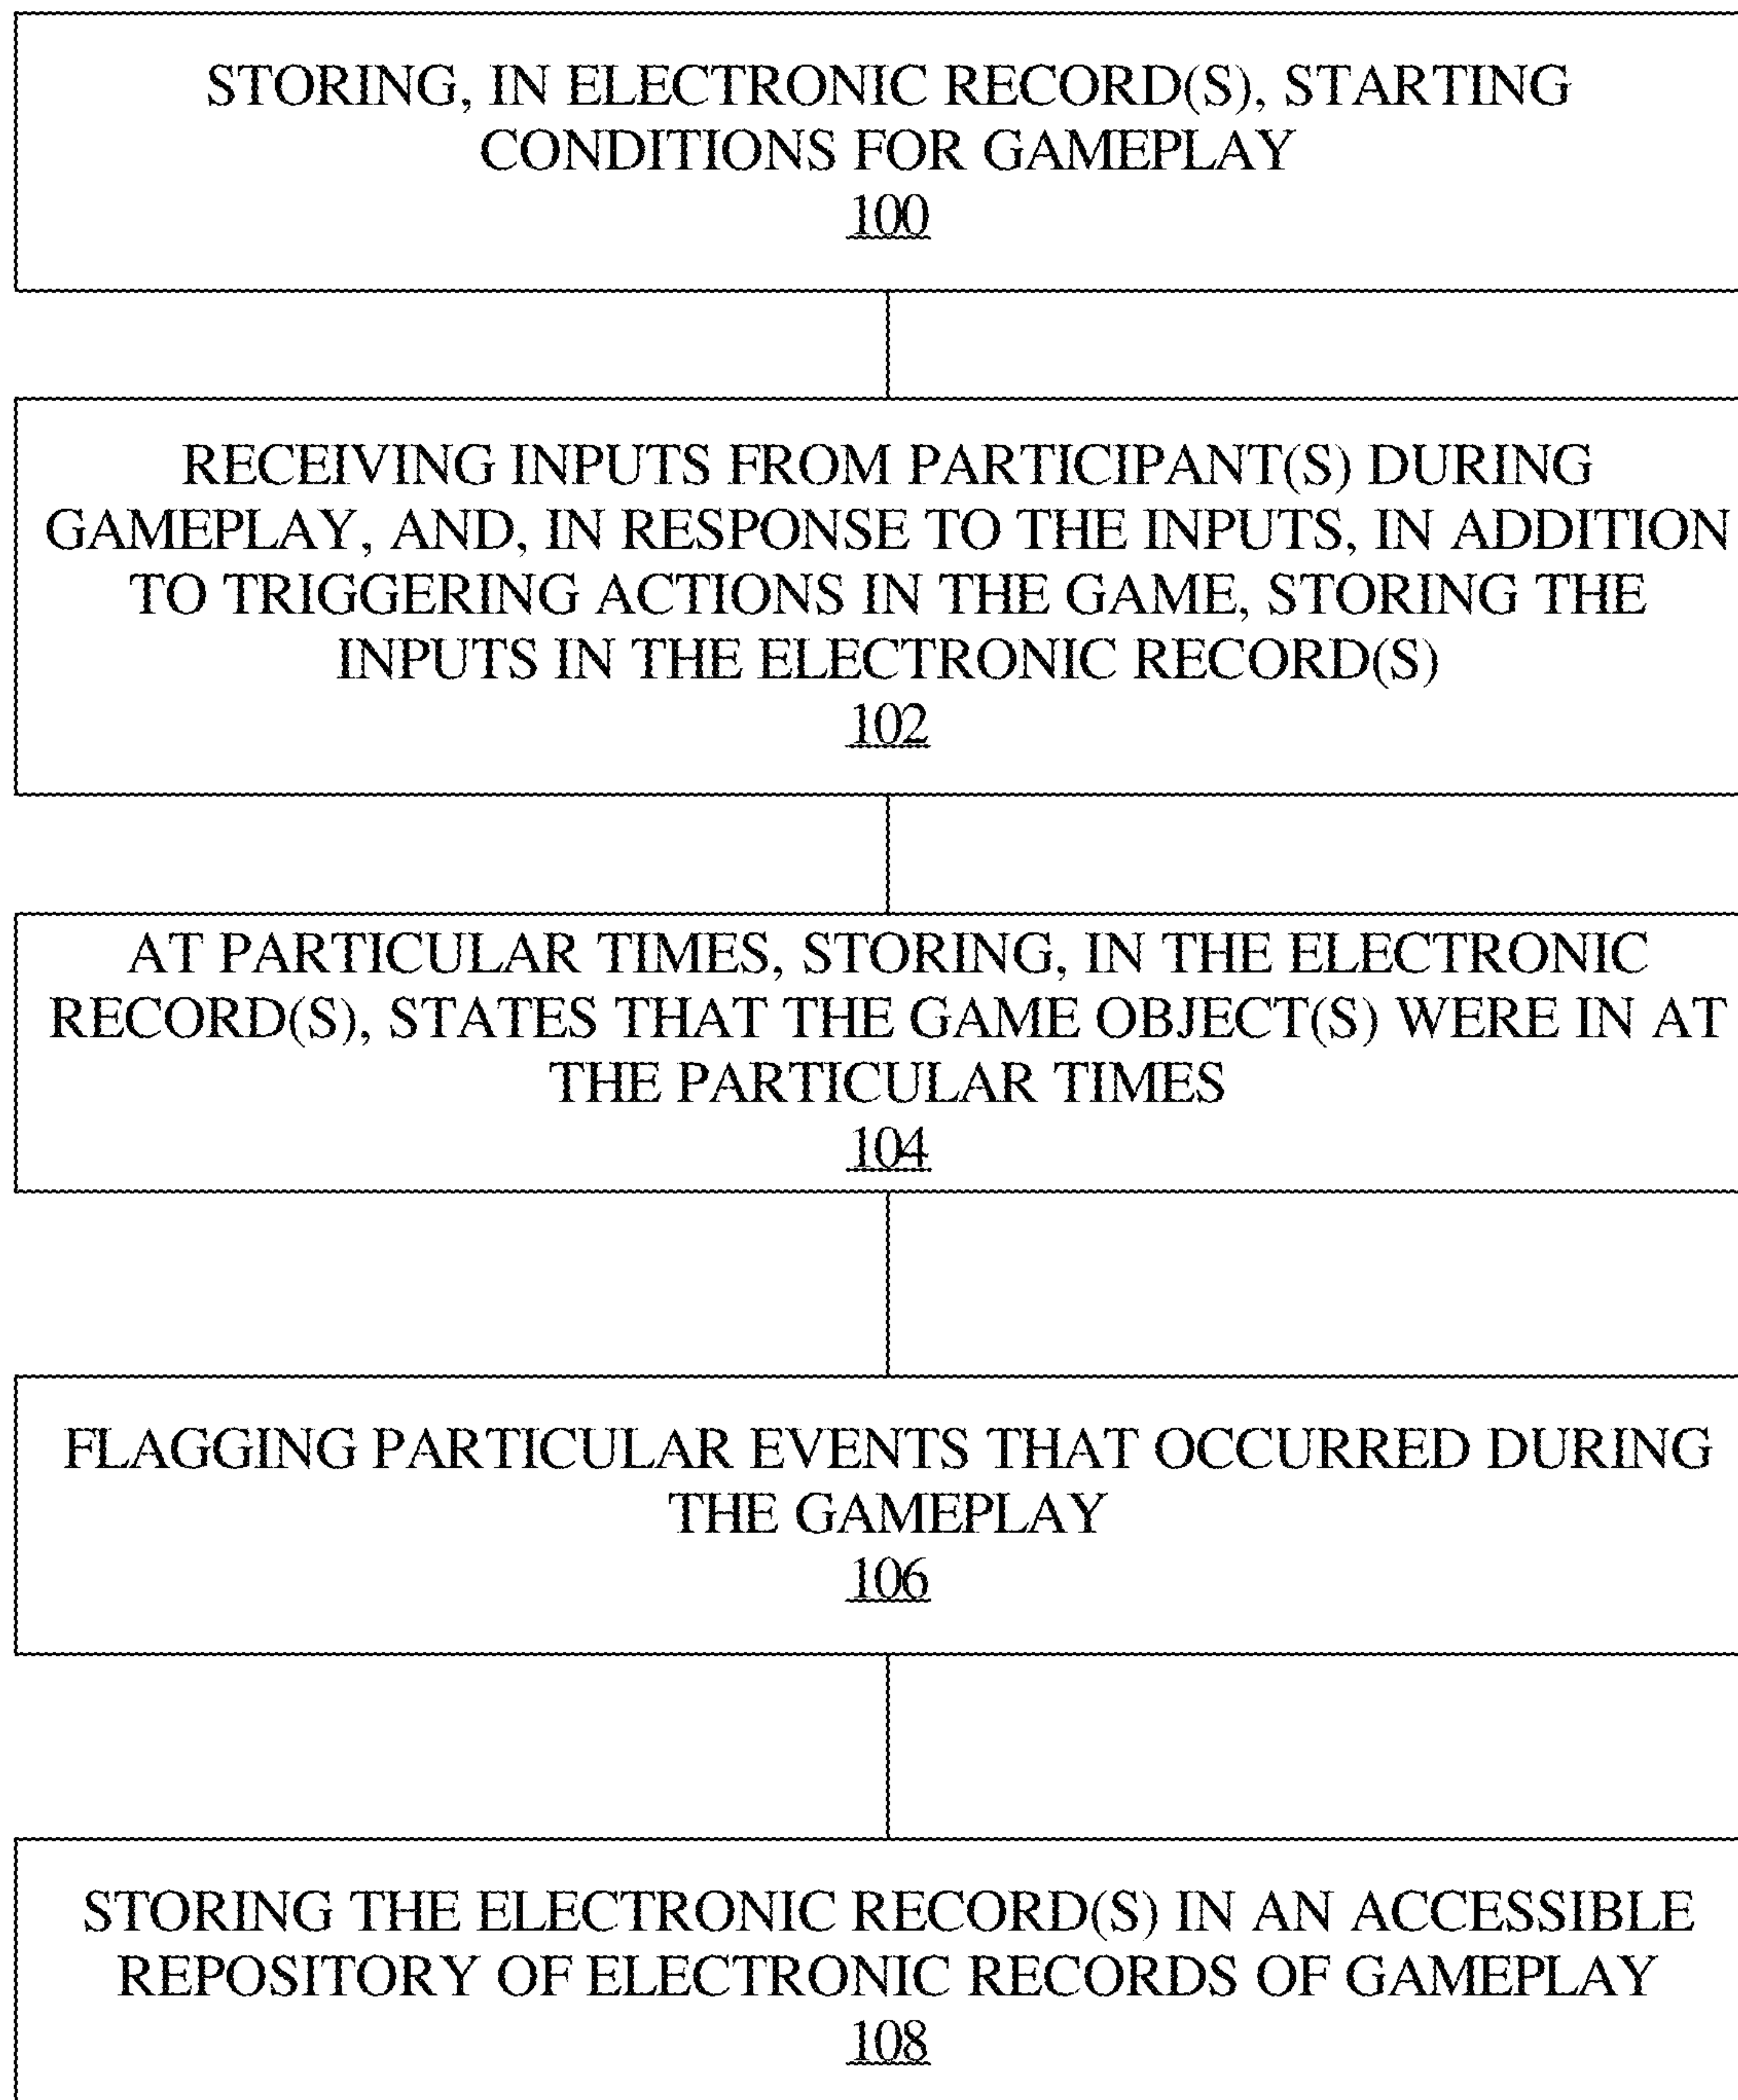 STORING, IN ELECTRONIC RECORD(S), STARTING
CONDITIONS FOR GAMEPLAY
100
RECEIVING INPUTS FROM PARTICIPANT(S) DURING
GAMEPLAY, AND, IN RESPONSE TO THE INPUTS, IN ADDITION
TO TRIGGERING ACTIONS IN THE GAME, STORING THE
INPUTS IN THE ELECTRONIC RECORD(S)
102
AT PARTICULAR TIMES, STORING, IN THE ELECTRONIC
RECORD(S), STATES THAT THE GAME OBJECT(S) WERE IN AT
THE PARTICULAR TIMES
104
FLAGGING PARTICULAR EVENTS THAT OCCURRED DURING
THE GAMEPLAY
106
STORING THE ELECTRONIC RECORD(S) IN AN ACCESSIBLE
REPOSITORY OF ELECTRONIC RECORDS OF GAMEPLAY
108